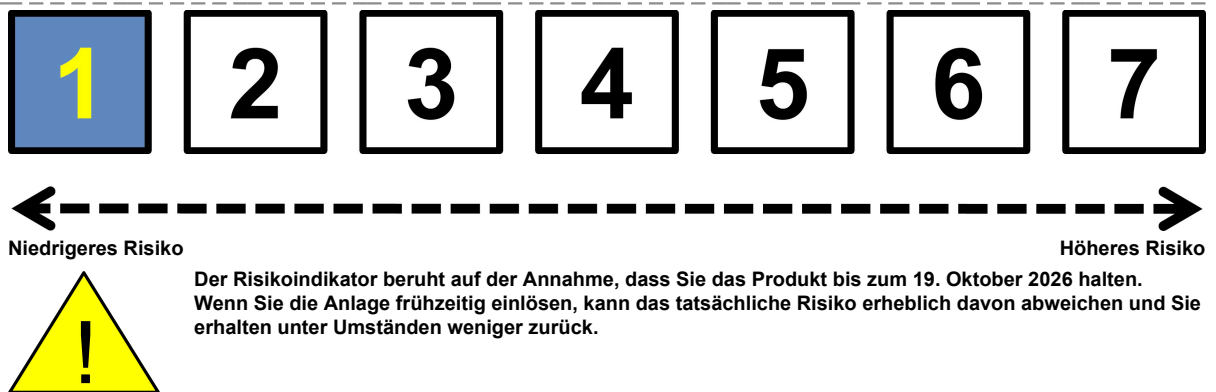 1 2 3 4 5 6 7
Niedrigeres Risiko Höheres Risiko
Der Risikoindikator beruht auf der Annahme, dass Sie das Produkt bis zum 19. Oktober 2026 halten.
Wenn Sie die Anlage frühzeitig einlösen, kann das tatsächliche Risiko erheblich davon abweichen und Sie
erhalten unter Umständen weniger zurück.
!